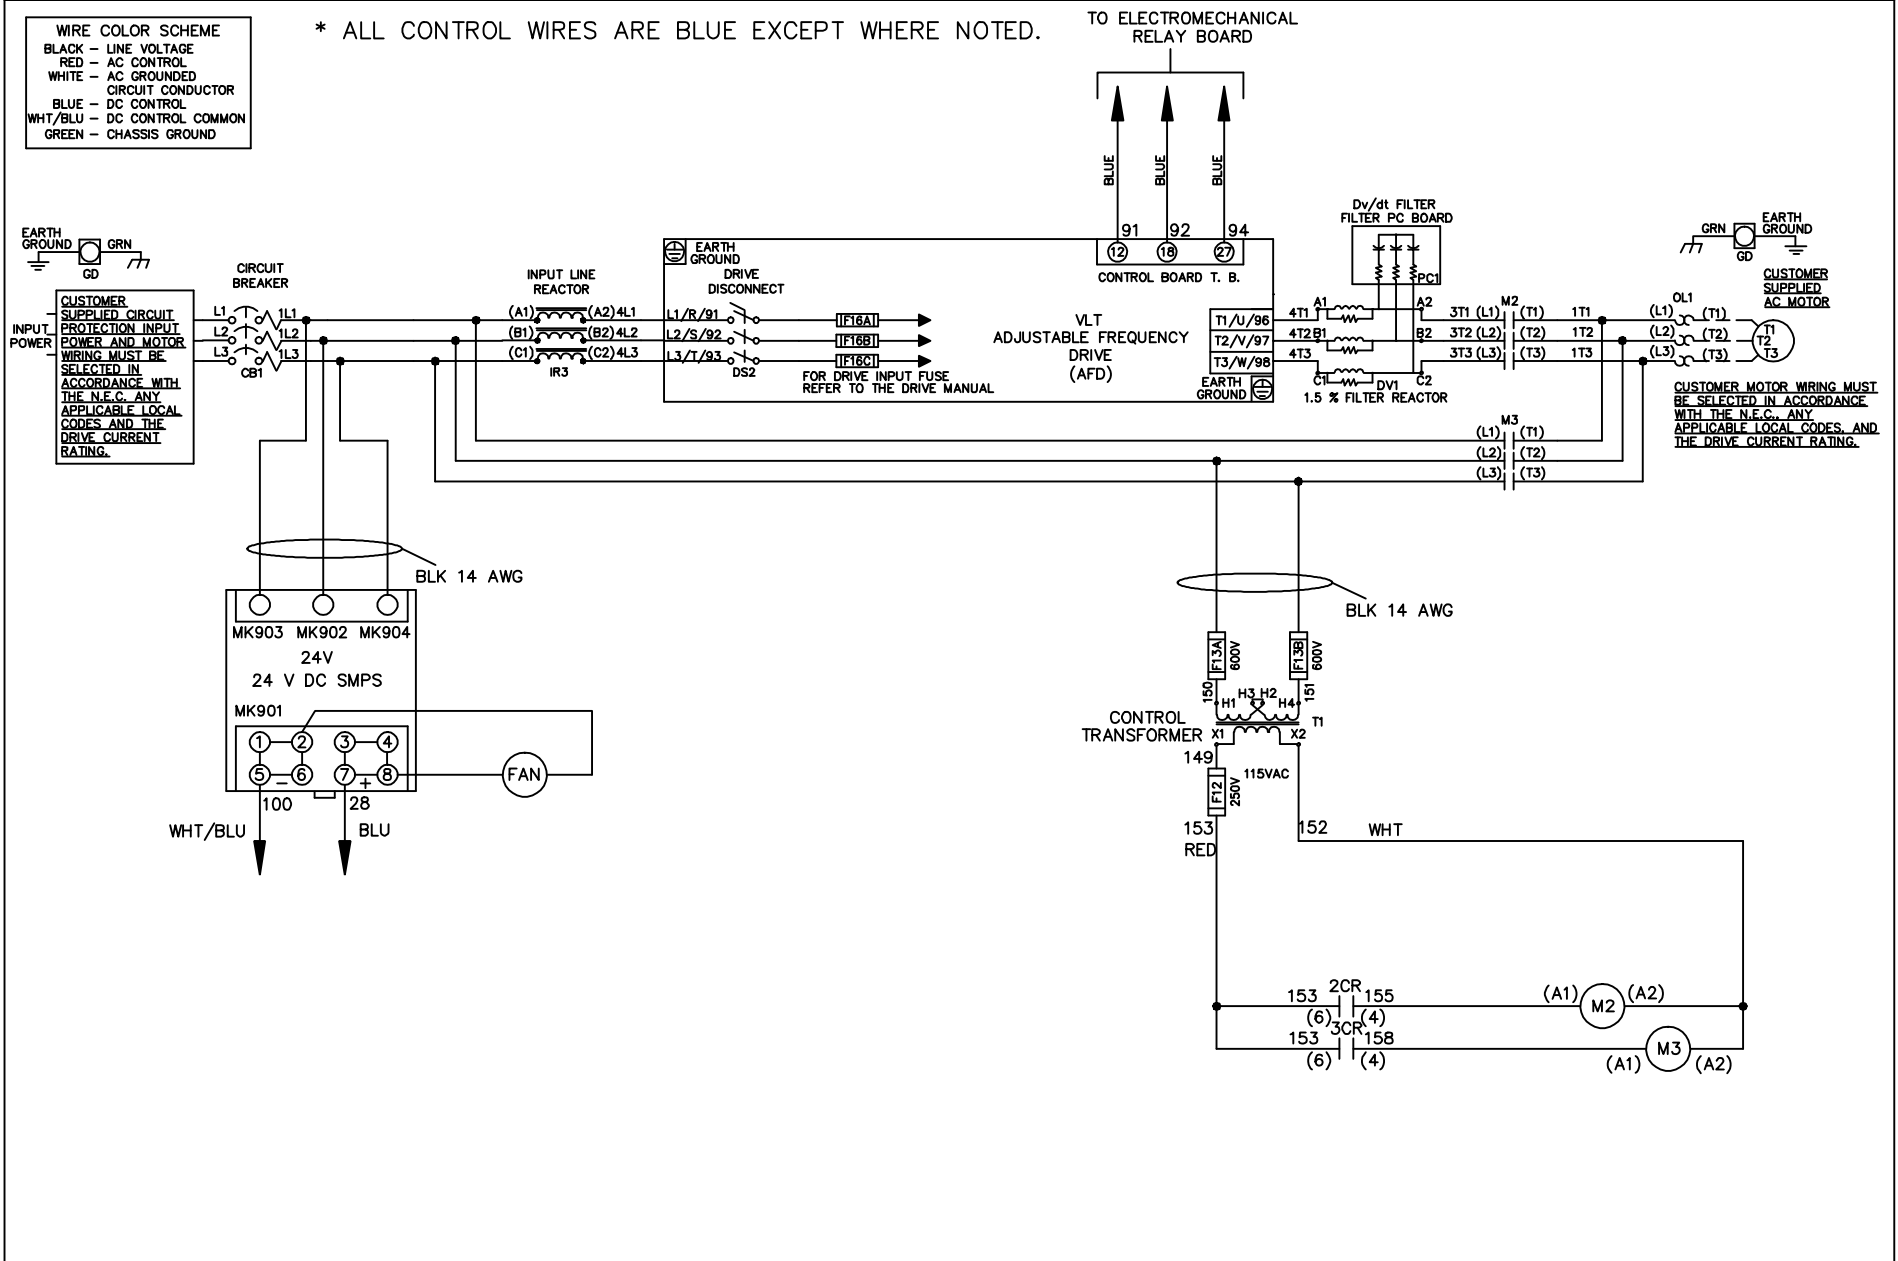 WIRE COLOR SCHEME
BLACK – LINE VOLTAGE
RED – AC CONTROL
WHITE – AC GROUNDED
CIRCUIT CONDUCTOR
BLUE – DC CONTROL
WHT/BLU – DC CONTROL COMMON
GREEN – CHASSIS GROUND
* ALL CONTROL WIRES ARE BLUE EXCEPT WHERE NOTED.
TO ELECTROMECHANICAL
RELAY BOARD
BLUE
BLUE
BLUE
91 92 94
12 18 27
CONTROL BOARD T. B.
EARTH
GROUND
GRN
GD
CUSTOMER
SUPPLIED CIRCUIT
PROTECTION INPUT
POWER AND MOTOR
WIRING MUST BE
SELECTED IN
ACCORDANCE WITH
THE N.E.C. ANY
APPLICABLE LOCAL
CODES AND THE
DRIVE CURRENT
RATING.
INPUT
POWER
CIRCUIT
BREAKER
L1 1L1
L2 1L2
L3 1L3
CB1
INPUT LINE
REACTOR
(A1) (A2) 4L1
(B1) (B2) 4L2
(C1) (C2) 4L3
IR3
EARTH
GROUND
DRIVE
DISCONNECT
L1/R/91
L2/S/92
L3/T/93
DS2
IF16A
IF16B
IF16C
FOR DRIVE INPUT FUSE
REFER TO THE DRIVE MANUAL
VLT
ADJUSTABLE FREQUENCY
DRIVE
(AFD)
T1/U/96
T2/V/97
T3/W/98
EARTH
GROUND
Dv/dt FILTER
FILTER PC BOARD
PC1
4T1 A1 A2
4T2 B1 B2
4T3
C1 DV1 C2
1.5 % FILTER REACTOR
M2
3T1 (L1) (T1) 1T1
3T2 (L2) (T2) 1T2
3T3 (L3) (T3) 1T3
M3
(L1) (T1)
(L2) (T2)
(L3) (T3)
GRN
GD
EARTH
GROUND
CUSTOMER
SUPPLIED
AC MOTOR
OL1
(L1) (T1)
(L2) (T2)
(L3) (T3)
T1
T2
T3
CUSTOMER MOTOR WIRING MUST
BE SELECTED IN ACCORDANCE
WITH THE N.E.C., ANY
APPLICABLE LOCAL CODES, AND
THE DRIVE CURRENT RATING.
BLK 14 AWG
MK903 MK902 MK904
24V
24 V DC SMPS
MK901
1 2 3 4
5 – 6 7 + 8
FAN
100 28
WHT/BLU BLU
BLK 14 AWG
F13A
600V
F13B
600V
150
151
H1 H3 H2 H4
T1
CONTROL
TRANSFORMER
X1 X2
149
115VAC
F12
250V
153
RED
152 WHT
2CR
153 155
(6) (4)
(A1) M2 (A2)
3CR
153 158
(6) (4)
(A1) M3 (A2)